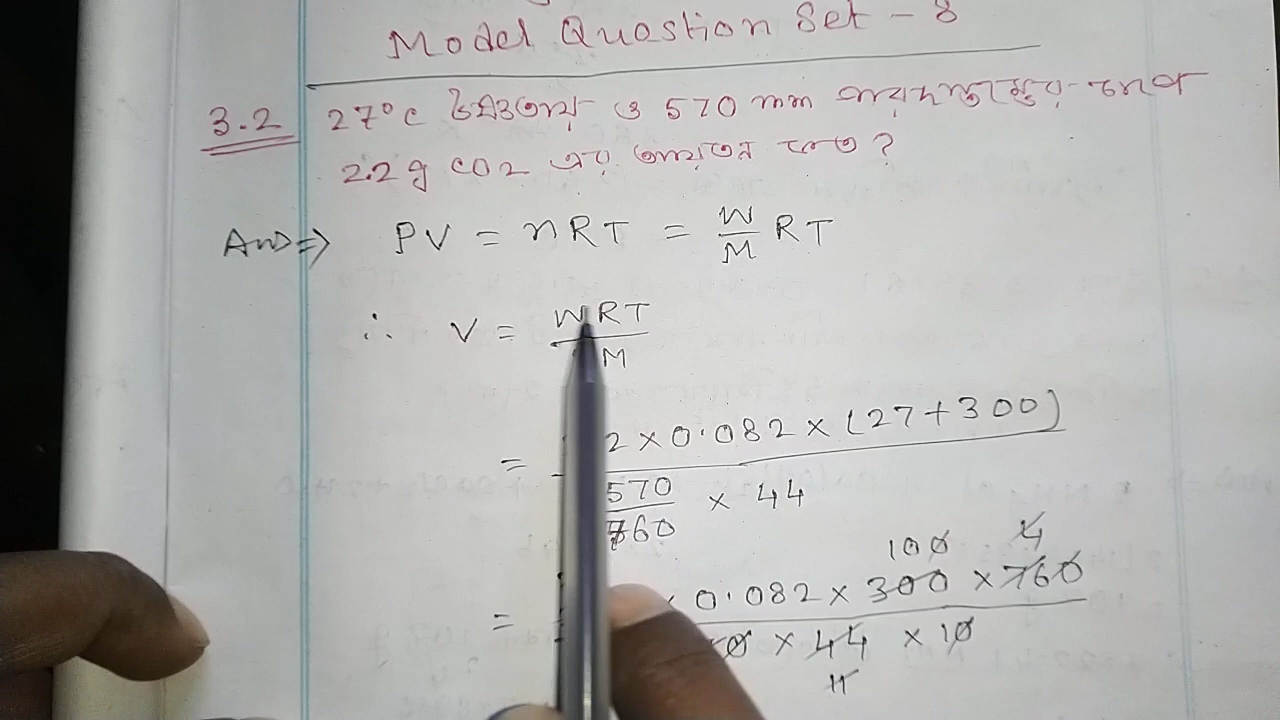 Model Question Set - 8
3.2 27°C উষ্ণতায় ও 570 mm
2.2 g CO2 এর আয়তন কত ?
Ans ⇒ PV = nRT = W/M RT
∴ V = WRT / M
= 2 × 0.082 × (27 + 300)
570/760 × 44
100 4
= 0.082 × 300 × 760
0 × 44 × 10
11